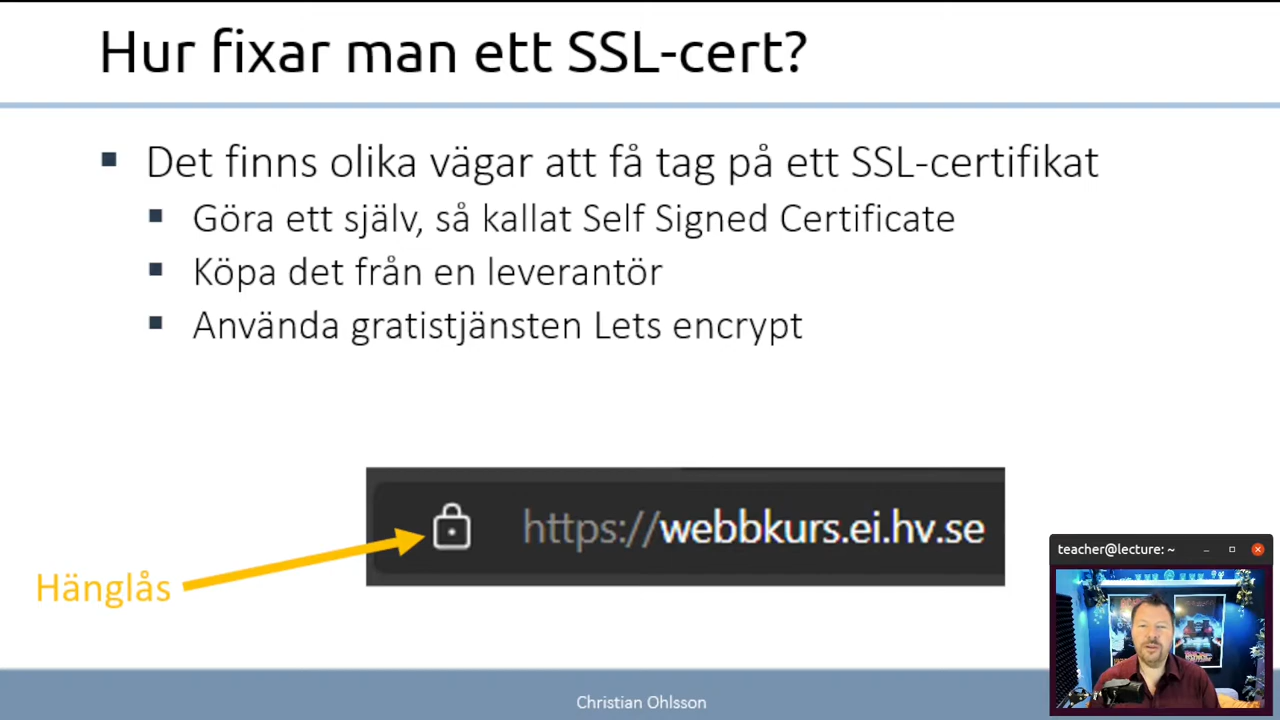 Hur fixar man ett SSL-cert?
Det finns olika vägar att få tag på ett SSL-certifikat
Göra ett själv, så kallat Self Signed Certificate
Köpa det från en leverantör
Använda gratistjänsten Lets encrypt
https://webbkurs.ei.hv.se
Hänglås
teacher@lecture: ~
Christian Ohlsson